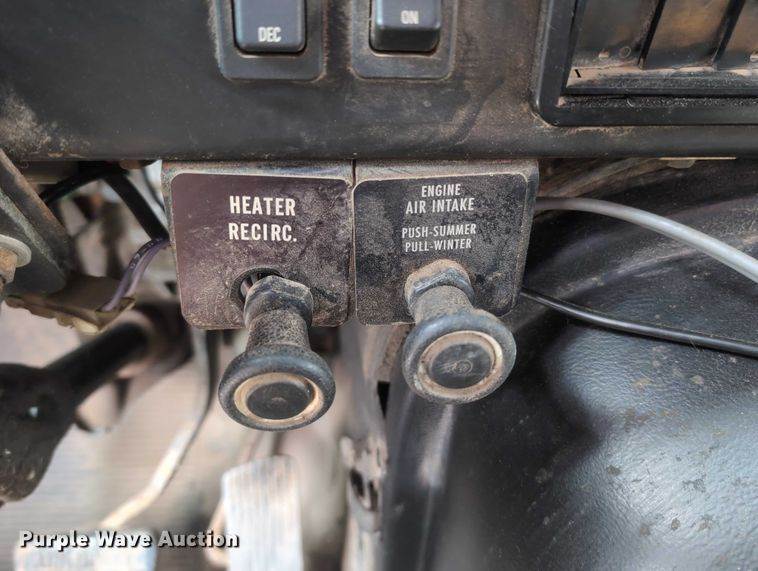 DEC
ON
HEATER
RECIRC.
ENGINE
AIR INTAKE
PUSH-SUMMER
PULL-WINTER
Purple Wave Auction